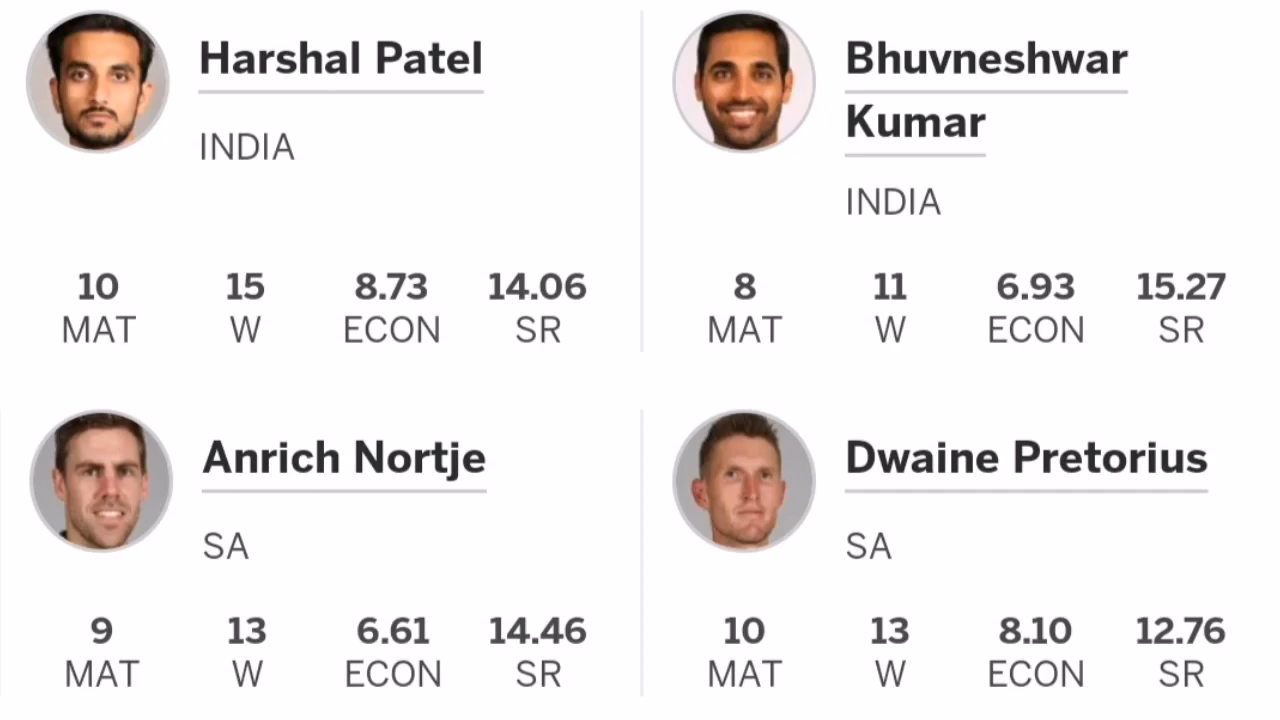 Harshal Patel
INDIA
10 15 8.73 14.06
MAT W ECON SR
Bhuvneshwar
Kumar
INDIA
8 11 6.93 15.27
MAT W ECON SR
Anrich Nortje
SA
9 13 6.61 14.46
MAT W ECON SR
Dwaine Pretorius
SA
10 13 8.10 12.76
MAT W ECON SR